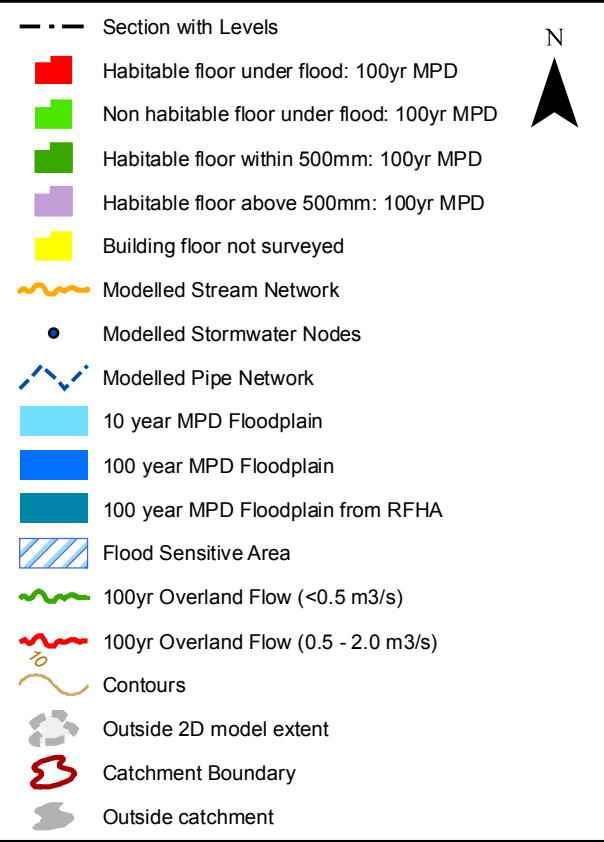 Section with Levels
N
Habitable floor under flood: 100yr MPD
Non habitable floor under flood: 100yr MPD
Habitable floor within 500mm: 100yr MPD
Habitable floor above 500mm: 100yr MPD
Building floor not surveyed
Modelled Stream Network
Modelled Stormwater Nodes
Modelled Pipe Network
10 year MPD Floodplain
100 year MPD Floodplain
100 year MPD Floodplain from RFHA
Flood Sensitive Area
100yr Overland Flow (<0.5 m3/s)
100yr Overland Flow (0.5 - 2.0 m3/s)
10
Contours
Outside 2D model extent
Catchment Boundary
Outside catchment